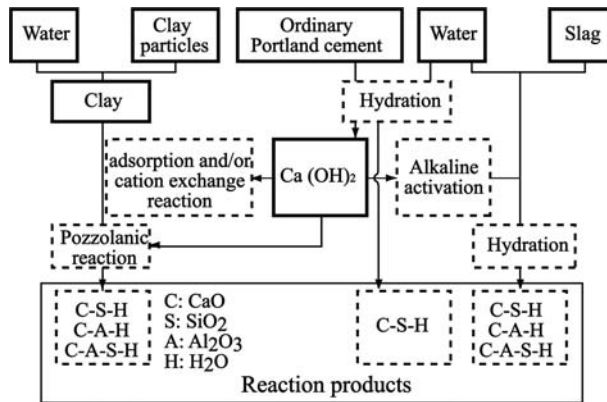 Water
Clay
particles
Ordinary
Portland cement
Water
Slag
Clay
Hydration
adsorption and/or
cation exchange
reaction
Ca (OH)₂
Alkaline
activation
Pozzolanic
reaction
Hydration
C-S-H
C-A-H
C-A-S-H
C: CaO
S: SiO₂
A: Al₂O₃
H: H₂O
C-S-H
C-S-H
C-A-H
C-A-S-H
Reaction products